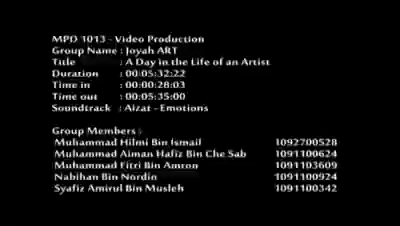 MPD 1013 - Video Production
Group Name : Joyah ART
Title : A Day in the Life of an Artist
Duration : 00:05:32:22
Time in : 00:00:28:03
Time out : 00:05:35:00
Soundtrack : Aizat - Emotions
Group Members :
Muhammad Hilmi Bin Ismail 1092700528
Muhammad Aiman Hafiz Bin Che Sab 1091100624
Muhammad Fitri Bin Amron 1091103609
Nabihan Bin Nordin 1091100924
Syafiz Amirul Bin Musleh 1091100342